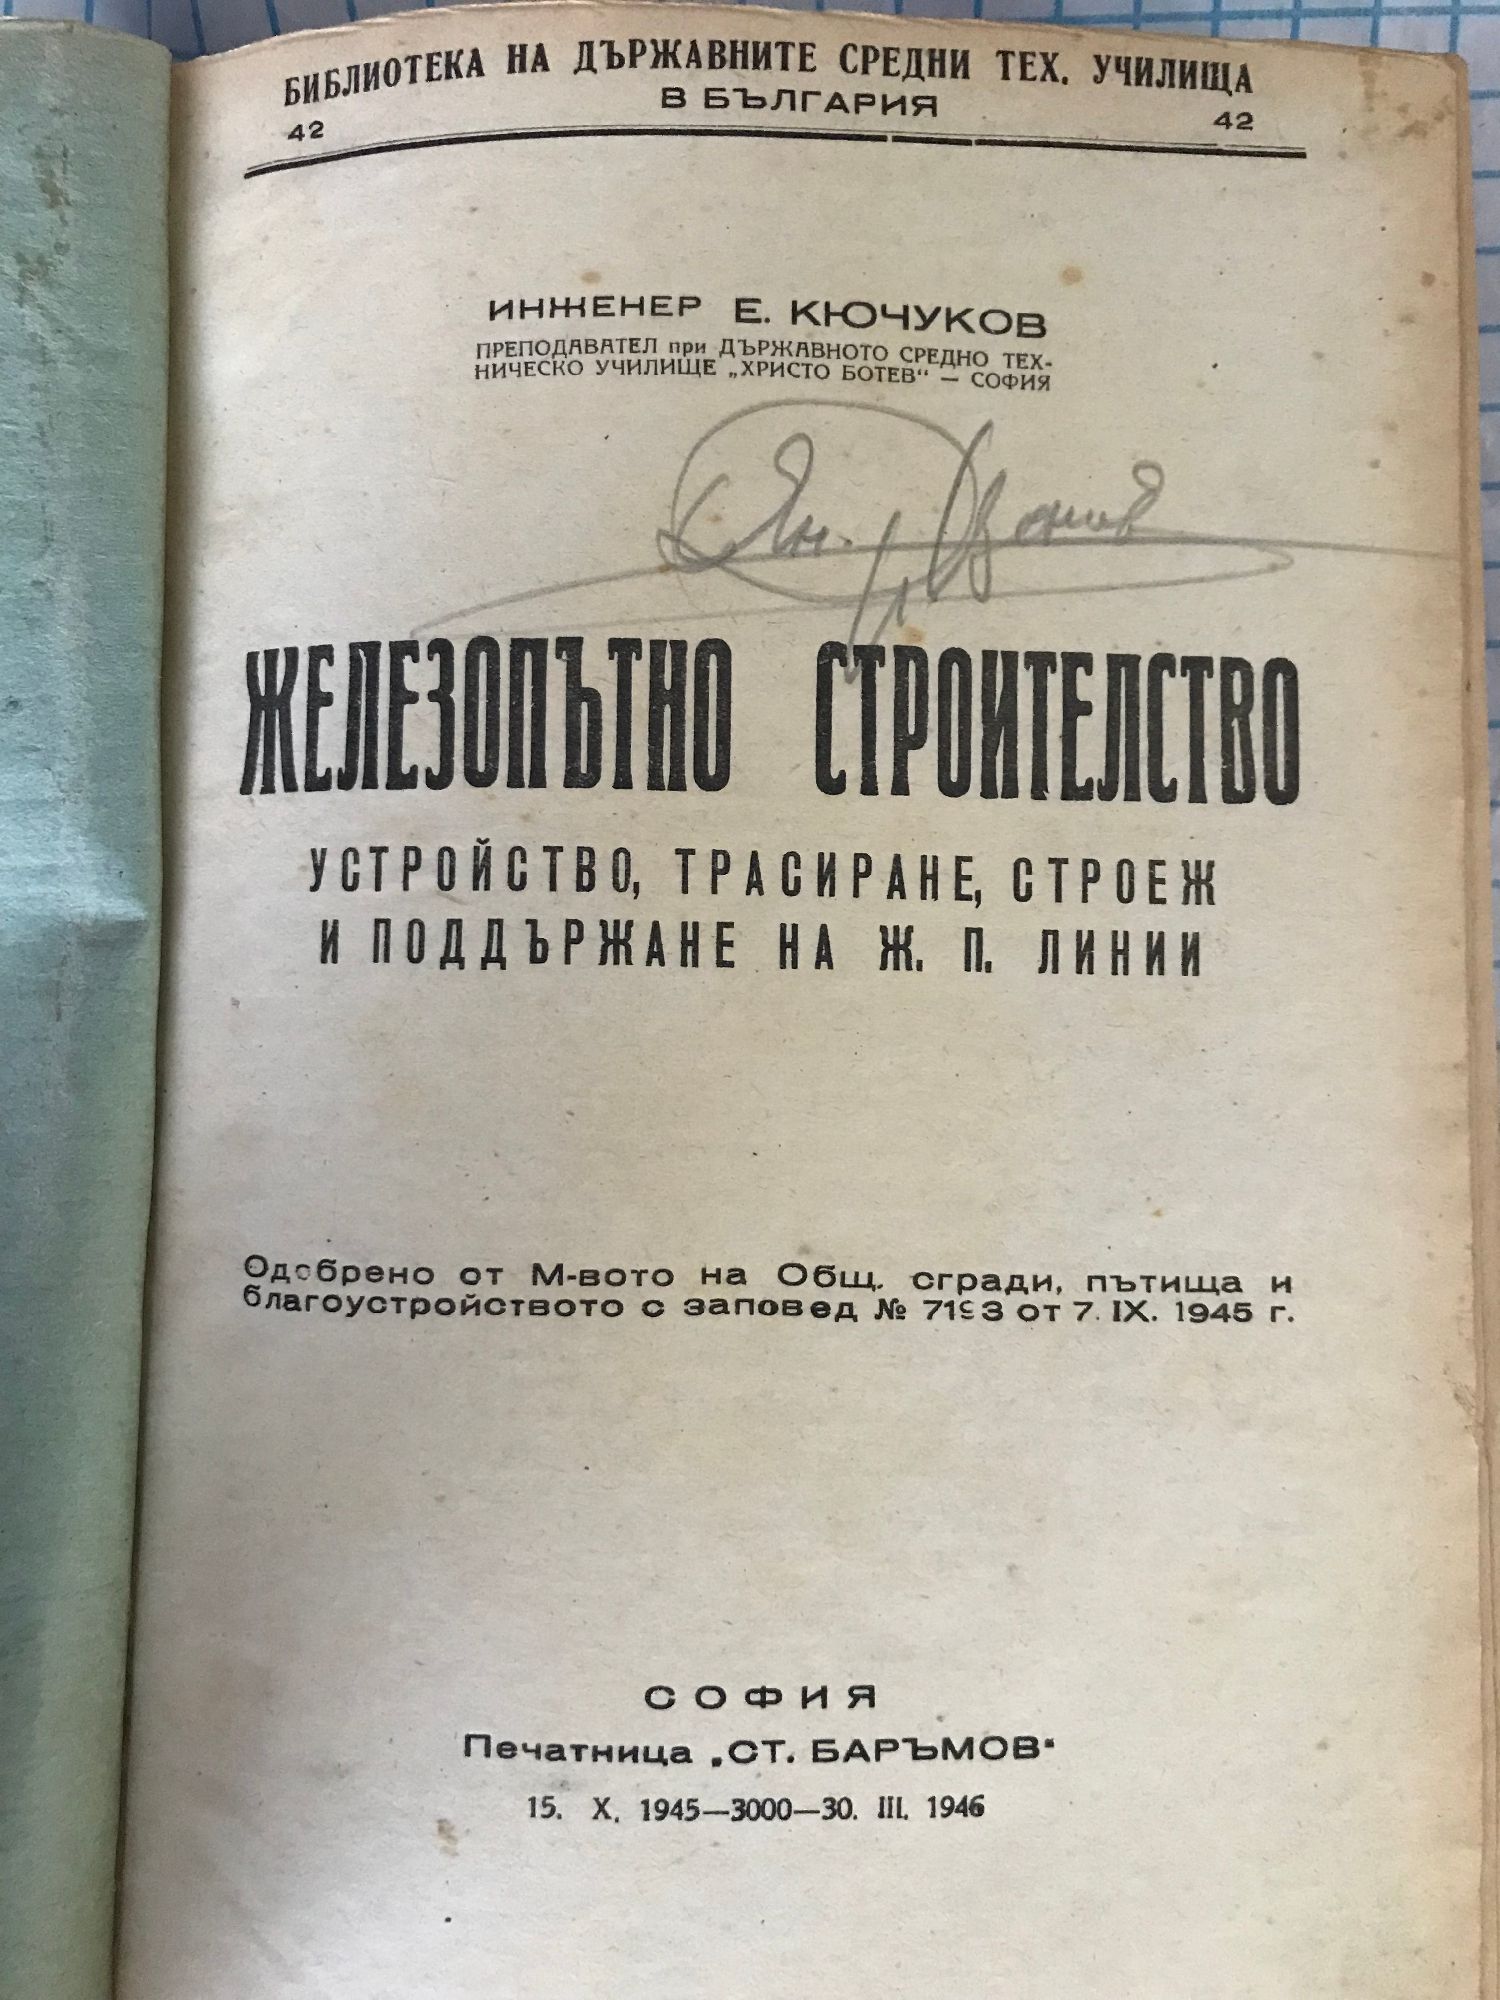 БИБЛИОТЕКА НА ДЪРЖАВНИТЕ СРЕДНИ ТЕХ. УЧИЛИЩА
В БЪЛГАРИЯ
42 42
ИНЖЕНЕР Е. КЮЧУКОВ
ПРЕПОДАВАТЕЛ при ДЪРЖАВНОТО СРЕДНО ТЕХ-
НИЧЕСКО УЧИЛИЩЕ „ХРИСТО БОТЕВ“ — СОФИЯ
ЖЕЛЕЗОПЪТНО СТРОИТЕЛСТВО
УСТРОЙСТВО, ТРАСИРАНЕ, СТРОЕЖ
И ПОДДЪРЖАНЕ НА Ж. П. ЛИНИИ
Одобрено от М-вото на Общ. сгради, пътища и
благоустройството с заповед № 7193 от 7. IX. 1945 г.
СОФИЯ
Печатница „СТ. БАРЪМОВ“
15. X. 1945—3000—30. III. 1946